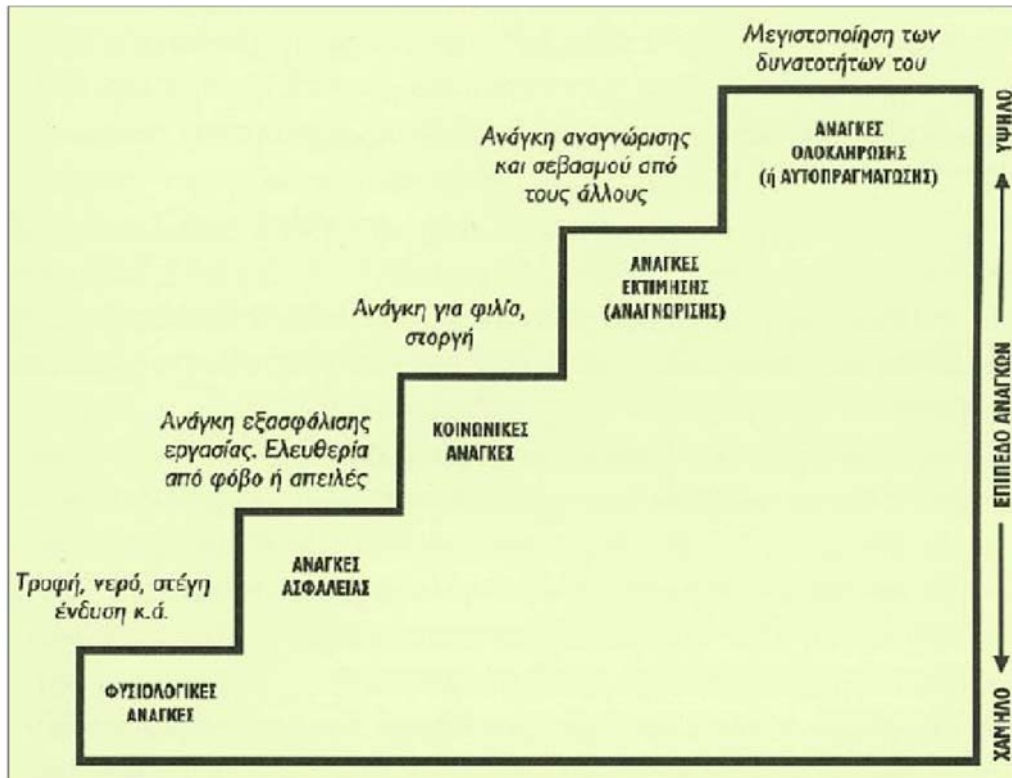 Μεγιστοποίηση των
δυνατοτήτων του
ΑΝΑΓΚΕΣ
ΟΛΟΚΛΗΡΩΣΗΣ
(ή ΑΥΤΟΠΡΑΓΜΑΤΩΣΗΣ)
Ανάγκη αναγνώρισης
και σεβασμού από
τους άλλους
ΑΝΑΓΚΕΣ
ΕΚΤΙΜΗΣΗΣ
(ΑΝΑΓΝΩΡΙΣΗΣ)
Ανάγκη για φιλία,
στοργή
ΚΟΙΝΩΝΙΚΕΣ
ΑΝΑΓΚΕΣ
Ανάγκη εξασφάλισης
εργασίας. Ελευθερία
από φόβο ή απειλές
ΑΝΑΓΚΕΣ
ΑΣΦΑΛΕΙΑΣ
Τροφή, νερό, στέγη
ένδυση κ.ά.
ΦΥΣΙΟΛΟΓΙΚΕΣ
ΑΝΑΓΚΕΣ
ΥΨΗΛΟ
ΕΠΙΠΕΔΟ ΑΝΑΓΚΩΝ
ΧΑΜΗΛΟ